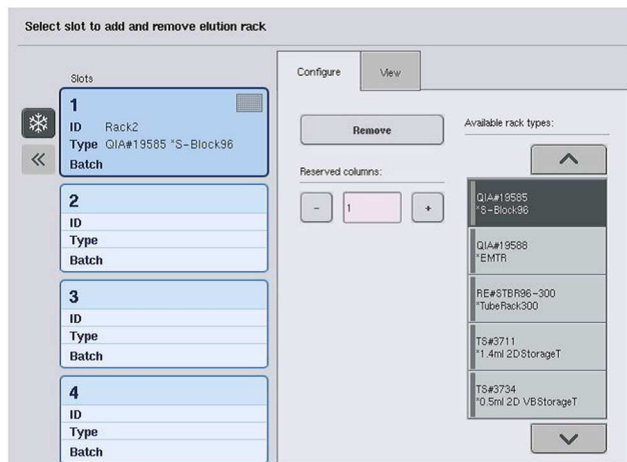 Select slot to add and remove elution rack
Slots
1
ID Rack2
Type QIA#19585 *S-Block96
Batch
2
ID
Type
Batch
3
ID
Type
Batch
4
ID
Type
Batch
Configure View
Remove
Reserved columns:
- 1 +
Available rack types:
QIA#19585
*S-Block96
QIA#19588
*EMTR
RE#STBR96-300
*TubeRack300
TS#3711
*1.4ml 2DStorageT
TS#3734
*0.5ml 2D VBStorageT